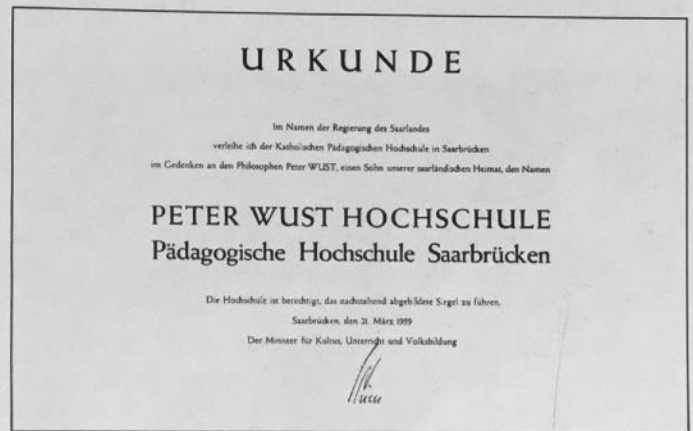 URKUNDE
Im Namen der Regierung des Saarlandes
verleihe ich der Katholischen Pädagogischen Hochschule in Saarbrücken
im Gedenken an den Philosophen Peter WUST, einen Sohn unserer saarländischen Heimat, den Namen
PETER WUST HOCHSCHULE
Pädagogische Hochschule Saarbrücken
Die Hochschule ist berechtigt, das nachstehend abgebildete Siegel zu führen.
Saarbrücken, den 21. März 1959
Der Minister für Kultus, Unterricht und Volksbildung